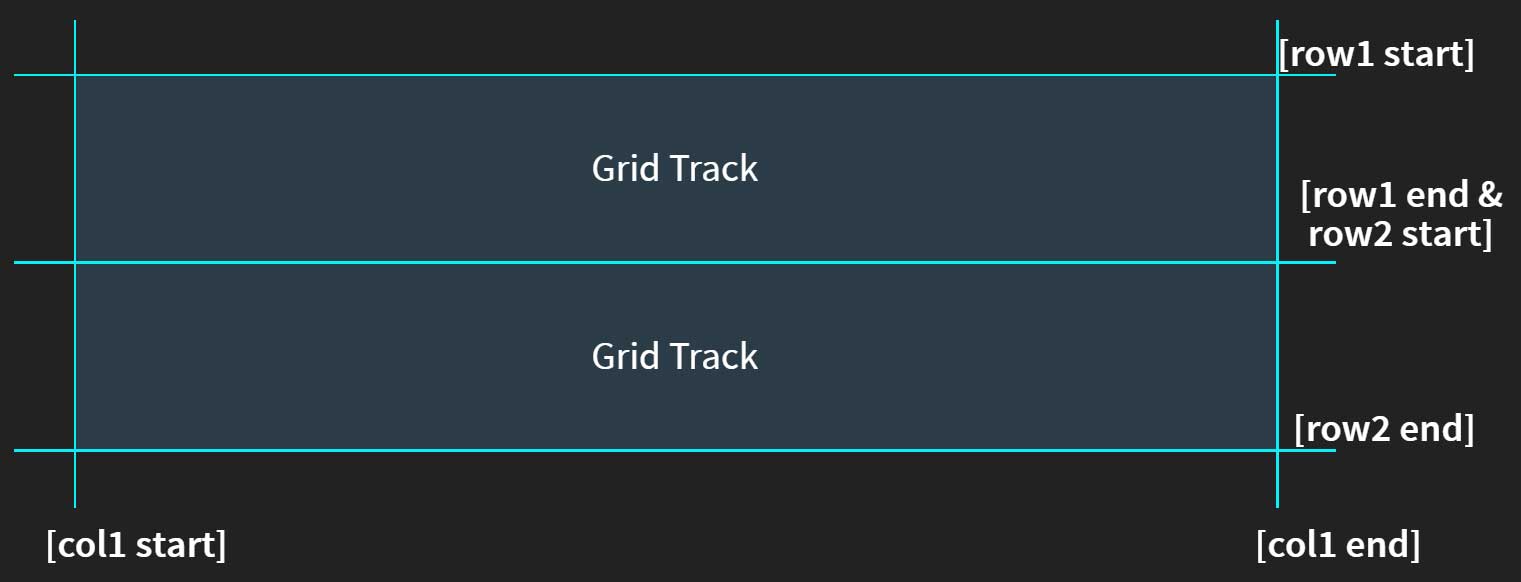 [row1 start]
Grid Track
[row1 end &
row2 start]
Grid Track
[row2 end]
[col1 start]
[col1 end]